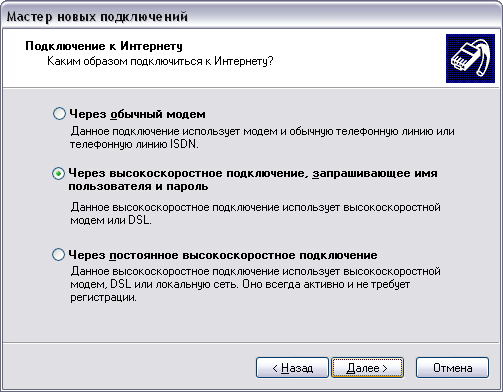 Мастер новых подключений
Подключение к Интернету
Каким образом подключиться к Интернету?
Через обычный модем
Данное подключение использует модем и обычную телефонную линию или
телефонную линию ISDN.
Через высокоскоростное подключение, запрашивающее имя
пользователя и пароль
Данное высокоскоростное подключение использует высокоскоростной
модем или DSL.
Через постоянное высокоскоростное подключение
Данное высокоскоростное подключение использует высокоскоростной
модем, DSL или локальную сеть. Оно всегда активно и не требует
регистрации.
< Назад Далее > Отмена